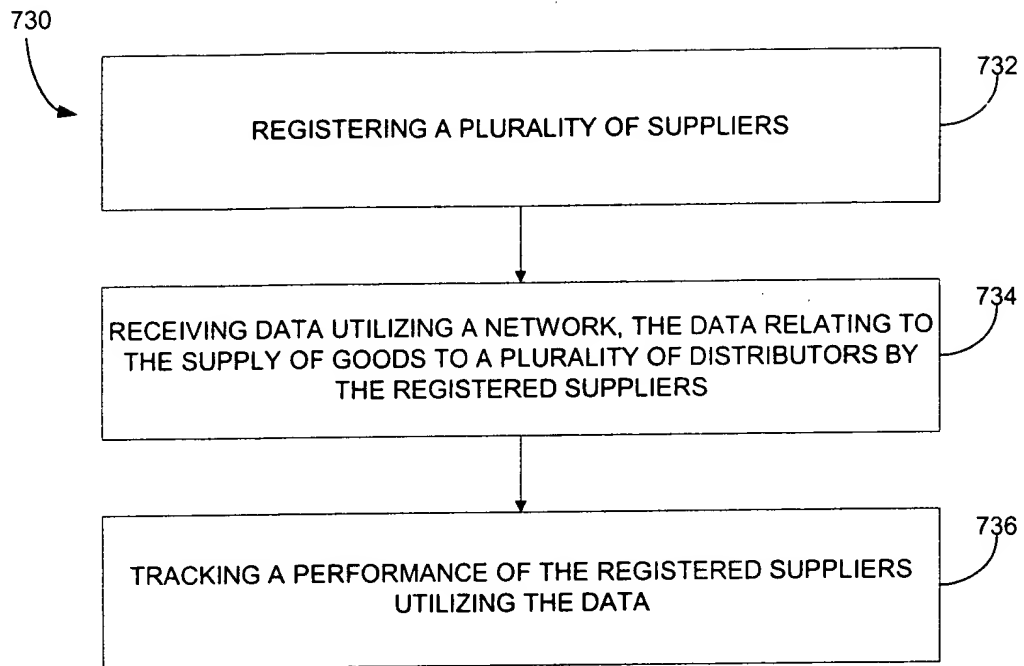 730
732
REGISTERING A PLURALITY OF SUPPLIERS
734
RECEIVING DATA UTILIZING A NETWORK, THE DATA RELATING TO
THE SUPPLY OF GOODS TO A PLURALITY OF DISTRIBUTORS BY
THE REGISTERED SUPPLIERS
736
TRACKING A PERFORMANCE OF THE REGISTERED SUPPLIERS
UTILIZING THE DATA